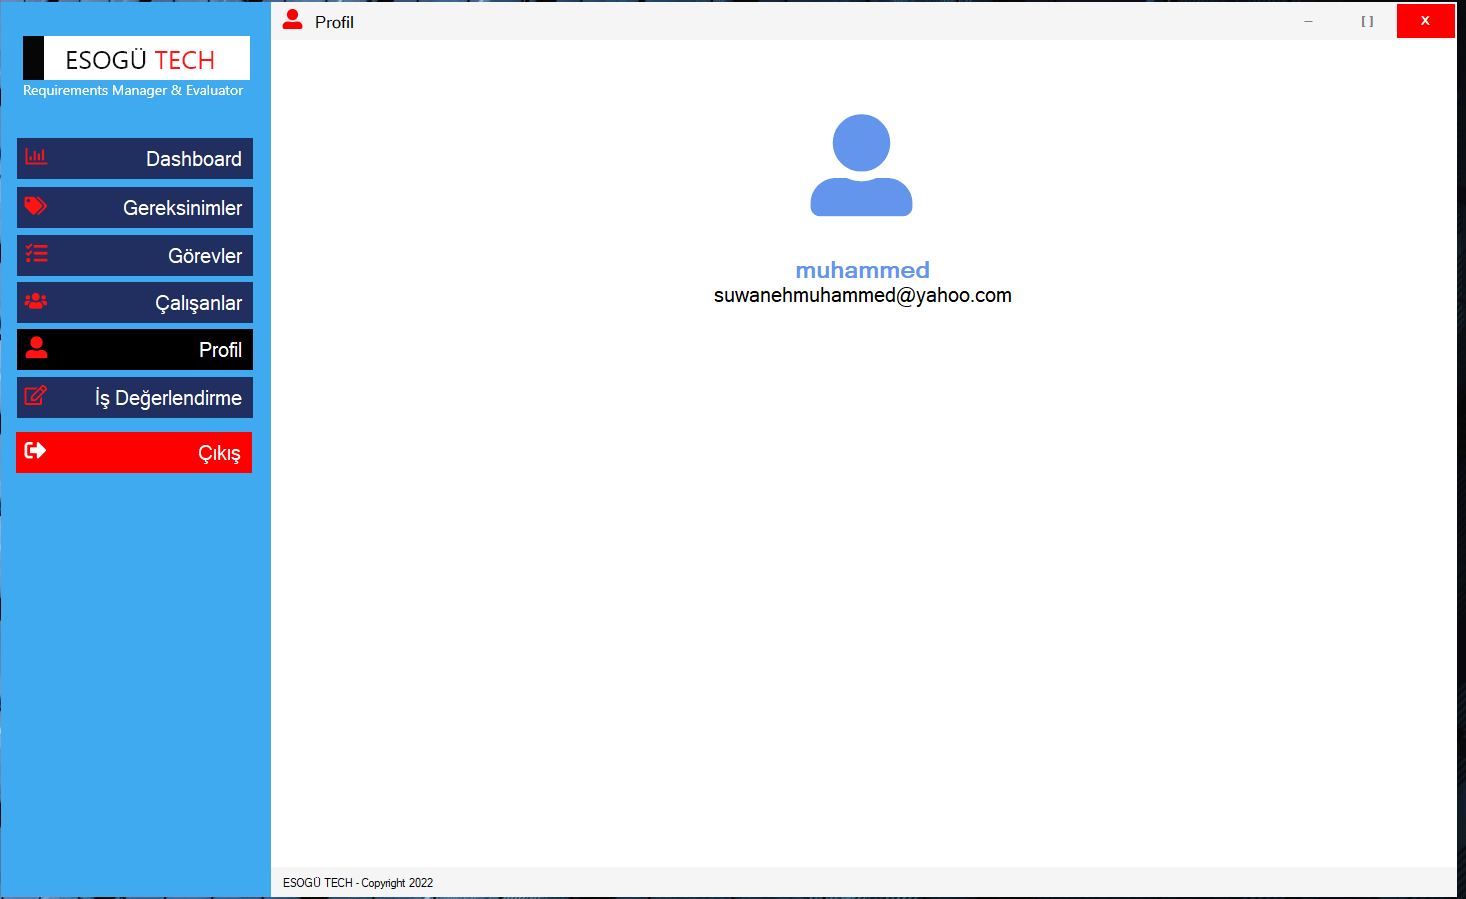 ESOGÜ TECH
Requirements Manager & Evaluator
Dashboard
Gereksinimler
Görevler
Çalışanlar
Profil
İş Değerlendirme
Çıkış
Profil
– [ ] X
muhammed
suwanehmuhammed@yahoo.com
ESOGÜ TECH - Copyright 2022